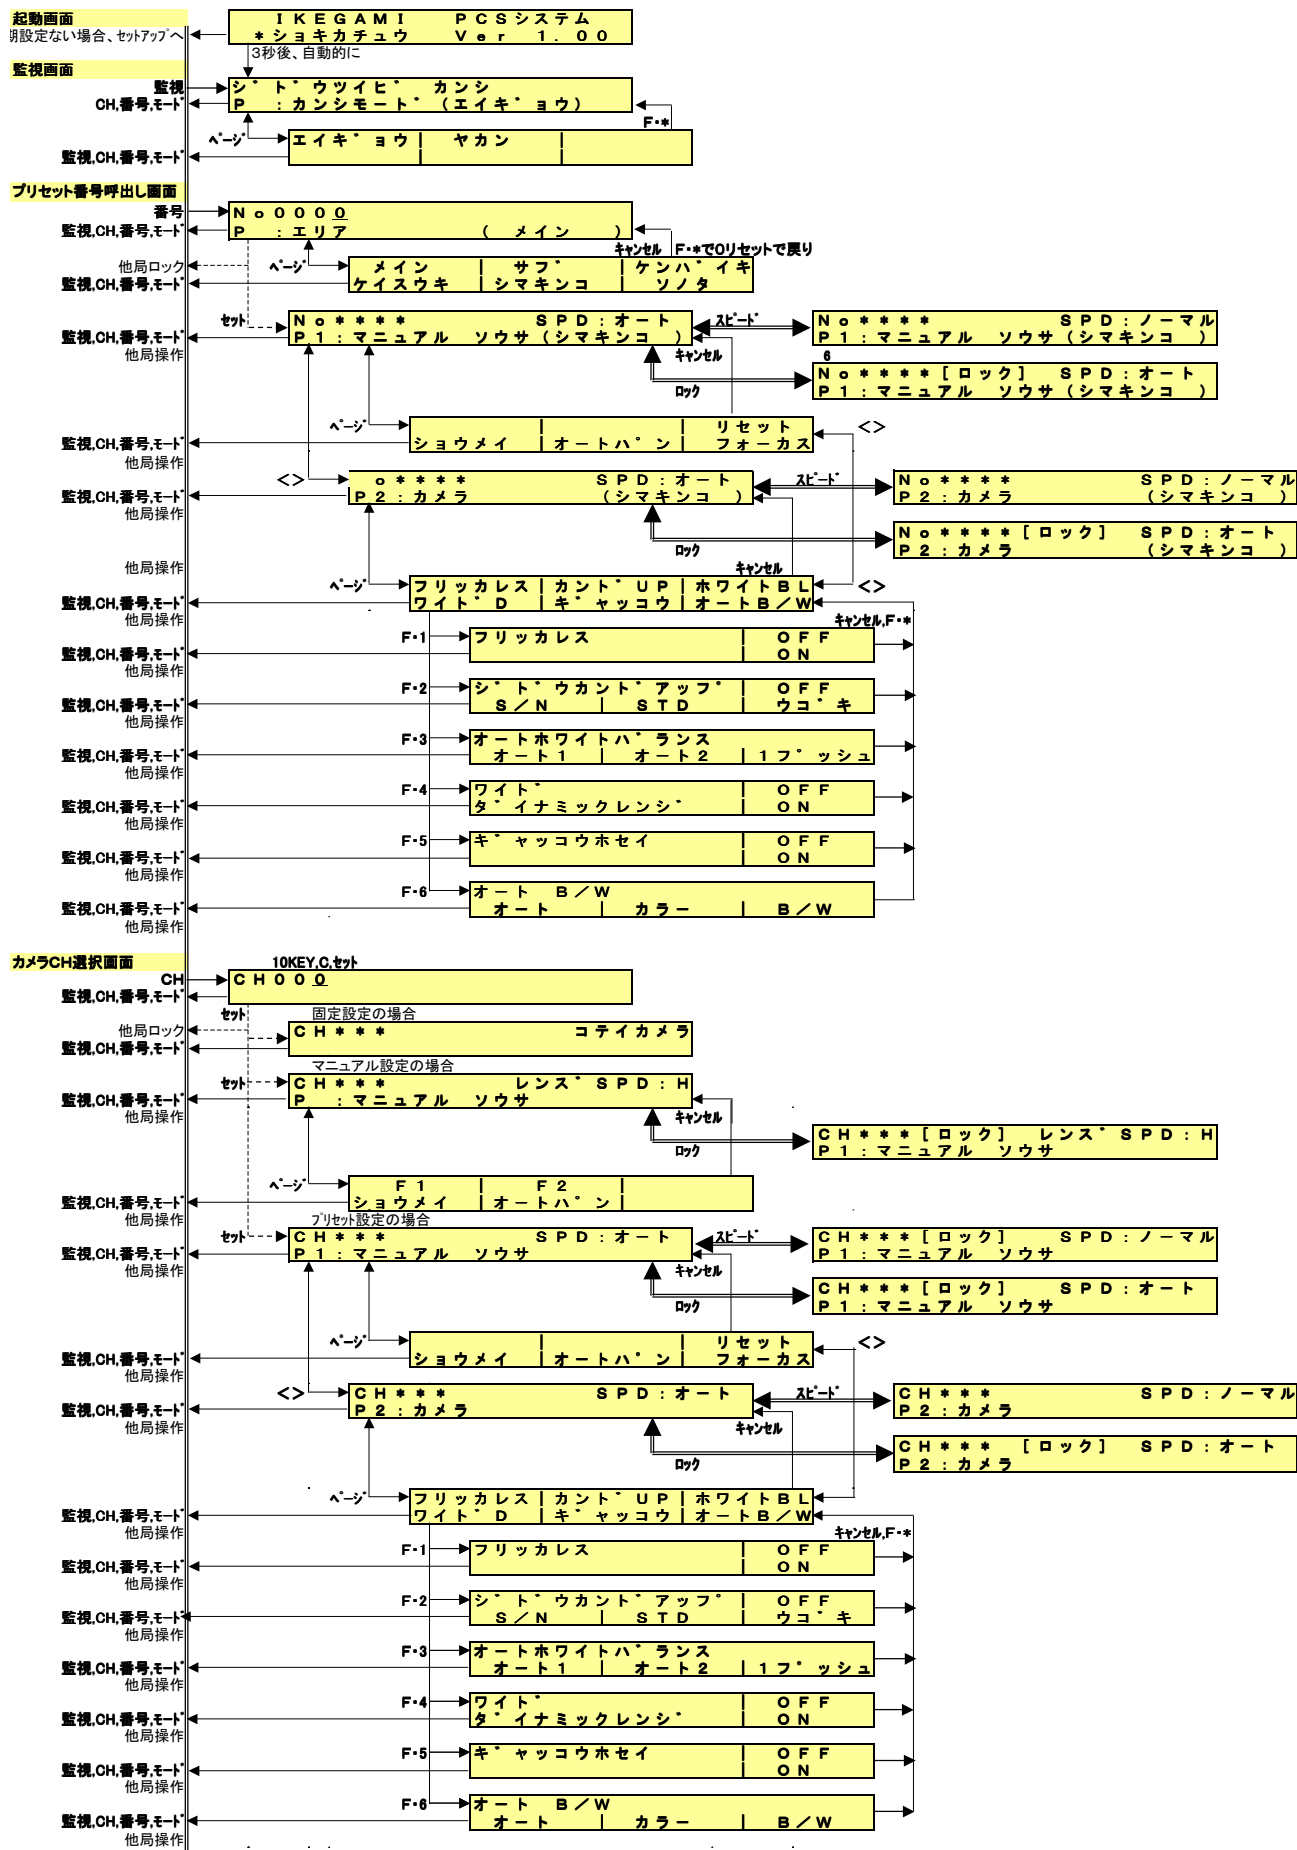 起動画面
ＩＫＥＧＡＭＩ　　ＰＣＳシステム
期設定ない場合、ｾｯﾄｱｯﾌﾟへ
＊ショキカチュウ　　Ｖｅｒ　１．００
3秒後、自動的に
監視画面
監視
シ゛ト゛ウツイヒ゛　カンシ
CH,番号,ﾓｰﾄﾞ
Ｐ　：カンシモート゛（エイキ゛ョウ）
F・*
ﾍﾟｰｼﾞ
エイキ゛ョウ｜　ヤカン　｜
監視,CH,番号,ﾓｰﾄﾞ
｜　　　｜
プリセット番号呼出し画面
番号
Ｎｏ００００
監視,CH,番号,ﾓｰﾄﾞ
Ｐ　：エリア　　　　（　メイン　　）
ｷｬﾝｾﾙ　F・*で0リセットで戻り
他局ロック
ﾍﾟｰｼﾞ
メイン　｜　サフ゛　｜ケンハ゛イキ
監視,CH,番号,ﾓｰﾄﾞ
ケイスウキ　｜シマキンコ　｜　ソノタ
ｾｯﾄ
Ｎｏ＊＊＊＊　　　　ＳＰＤ：オート
ｽﾋﾟｰﾄﾞ
Ｎｏ＊＊＊＊　　　　ＳＰＤ：ノーマル
監視,CH,番号,ﾓｰﾄﾞ
Ｐ１：マニュアル　ソウサ（シマキンコ　）
Ｐ１：マニュアル　ソウサ（シマキンコ　）
他局操作
ｷｬﾝｾﾙ
6
Ｎｏ＊＊＊＊［ロック］　ＳＰＤ：オート
ﾛｯｸ
Ｐ１：マニュアル　ソウサ（シマキンコ　）
ﾍﾟｰｼﾞ
｜　　　｜　リセット
<>
監視,CH,番号,ﾓｰﾄﾞ
ショウメイ　｜オートハ゜ン｜　フォーカス
他局操作
<>
ｏ＊＊＊＊　　　　ＳＰＤ：オート
ｽﾋﾟｰﾄﾞ
Ｎｏ＊＊＊＊　　　　ＳＰＤ：ノーマル
監視,CH,番号,ﾓｰﾄﾞ
Ｐ２：カメラ　　　　（シマキンコ　）
Ｐ２：カメラ　　　　（シマキンコ　）
他局操作
Ｎｏ＊＊＊＊［ロック］　ＳＰＤ：オート
ﾛｯｸ
Ｐ２：カメラ　　　　（シマキンコ　）
他局操作
ｷｬﾝｾﾙ
ﾍﾟｰｼﾞ
フリッカレス｜カント゛ＵＰ｜ホワイトＢＬ
<>
監視,CH,番号,ﾓｰﾄﾞ
ワイト゛Ｄ　｜キ゛ャッコウ｜オートＢ／Ｗ
他局操作
ｷｬﾝｾﾙ,F・*
F・1
フリッカレス　　　　｜　ＯＦＦ
監視,CH,番号,ﾓｰﾄﾞ
｜　ＯＮ
他局操作
F・2
シ゛ト゛ウカント゛アッフ゜｜　ＯＦＦ
監視,CH,番号,ﾓｰﾄﾞ
Ｓ／Ｎ　｜　ＳＴＤ　｜　ウコ゛キ
他局操作
F・3
オートホワイトハ゛ランス
監視,CH,番号,ﾓｰﾄﾞ
オート１　｜　オート２　｜１フ゜ッシュ
他局操作
F・4
ワイト゛　　　　｜　ＯＦＦ
監視,CH,番号,ﾓｰﾄﾞ
タ゛イナミックレンシ゛　｜　ＯＮ
他局操作
F・5
キ゛ャッコウホセイ　　｜　ＯＦＦ
監視,CH,番号,ﾓｰﾄﾞ
｜　ＯＮ
他局操作
F・6
オート　Ｂ／Ｗ
監視,CH,番号,ﾓｰﾄﾞ
オート　｜　カラー　｜　Ｂ／Ｗ
他局操作
カメラCH選択画面
10KEY,C,ｾｯﾄ
CH
ＣＨ０００
監視,CH,番号,ﾓｰﾄﾞ
ｾｯﾄ
固定設定の場合
他局ロック
ＣＨ＊＊＊　　　　　コテイカメラ
監視,CH,番号,ﾓｰﾄﾞ
マニュアル設定の場合
ｾｯﾄ
ＣＨ＊＊＊　　　　レンス゛ＳＰＤ：Ｈ
監視,CH,番号,ﾓｰﾄﾞ
Ｐ　：マニュアル　ソウサ
他局操作
ｷｬﾝｾﾙ
ＣＨ＊＊＊［ロック］　レンス゛ＳＰＤ：Ｈ
ﾛｯｸ
Ｐ１：マニュアル　ソウサ
ﾍﾟｰｼﾞ
Ｆ１　｜　Ｆ２　｜
監視,CH,番号,ﾓｰﾄﾞ
ショウメイ　｜オートハ゜ン｜
他局操作
ﾌﾟﾘｾｯﾄ設定の場合
ｾｯﾄ
ＣＨ＊＊＊　　　　ＳＰＤ：オート
ｽﾋﾟｰﾄﾞ
ＣＨ＊＊＊［ロック］　ＳＰＤ：ノーマル
監視,CH,番号,ﾓｰﾄﾞ
Ｐ１：マニュアル　ソウサ
Ｐ１：マニュアル　ソウサ
他局操作
ｷｬﾝｾﾙ
ＣＨ＊＊＊［ロック］　ＳＰＤ：オート
ﾛｯｸ
Ｐ１：マニュアル　ソウサ
ﾍﾟｰｼﾞ
｜　　　｜　リセット
<>
監視,CH,番号,ﾓｰﾄﾞ
ショウメイ　｜オートハ゜ン｜　フォーカス
他局操作
<>
ＣＨ＊＊＊　　　　ＳＰＤ：オート
ｽﾋﾟｰﾄﾞ
ＣＨ＊＊＊　　　　ＳＰＤ：ノーマル
監視,CH,番号,ﾓｰﾄﾞ
Ｐ２：カメラ
Ｐ２：カメラ
他局操作
ｷｬﾝｾﾙ
ＣＨ＊＊＊　［ロック］　ＳＰＤ：オート
ﾛｯｸ
Ｐ２：カメラ
ﾍﾟｰｼﾞ
フリッカレス｜カント゛ＵＰ｜ホワイトＢＬ
<>
監視,CH,番号,ﾓｰﾄﾞ
ワイト゛Ｄ　｜キ゛ャッコウ｜オートＢ／Ｗ
他局操作
ｷｬﾝｾﾙ,F・*
F・1
フリッカレス　　　　｜　ＯＦＦ
監視,CH,番号,ﾓｰﾄﾞ
｜　ＯＮ
他局操作
F・2
シ゛ト゛ウカント゛アッフ゜｜　ＯＦＦ
監視,CH,番号,ﾓｰﾄﾞ
Ｓ／Ｎ　｜　ＳＴＤ　｜　ウコ゛キ
他局操作
F・3
オートホワイトハ゛ランス
監視,CH,番号,ﾓｰﾄﾞ
オート１　｜　オート２　｜１フ゜ッシュ
他局操作
F・4
ワイト゛　　　　｜　ＯＦＦ
監視,CH,番号,ﾓｰﾄﾞ
タ゛イナミックレンシ゛　｜　ＯＮ
他局操作
F・5
キ゛ャッコウホセイ　　｜　ＯＦＦ
監視,CH,番号,ﾓｰﾄﾞ
｜　ＯＮ
他局操作
F・6
オート　Ｂ／Ｗ
監視,CH,番号,ﾓｰﾄﾞ
オート　｜　カラー　｜　Ｂ／Ｗ
他局操作